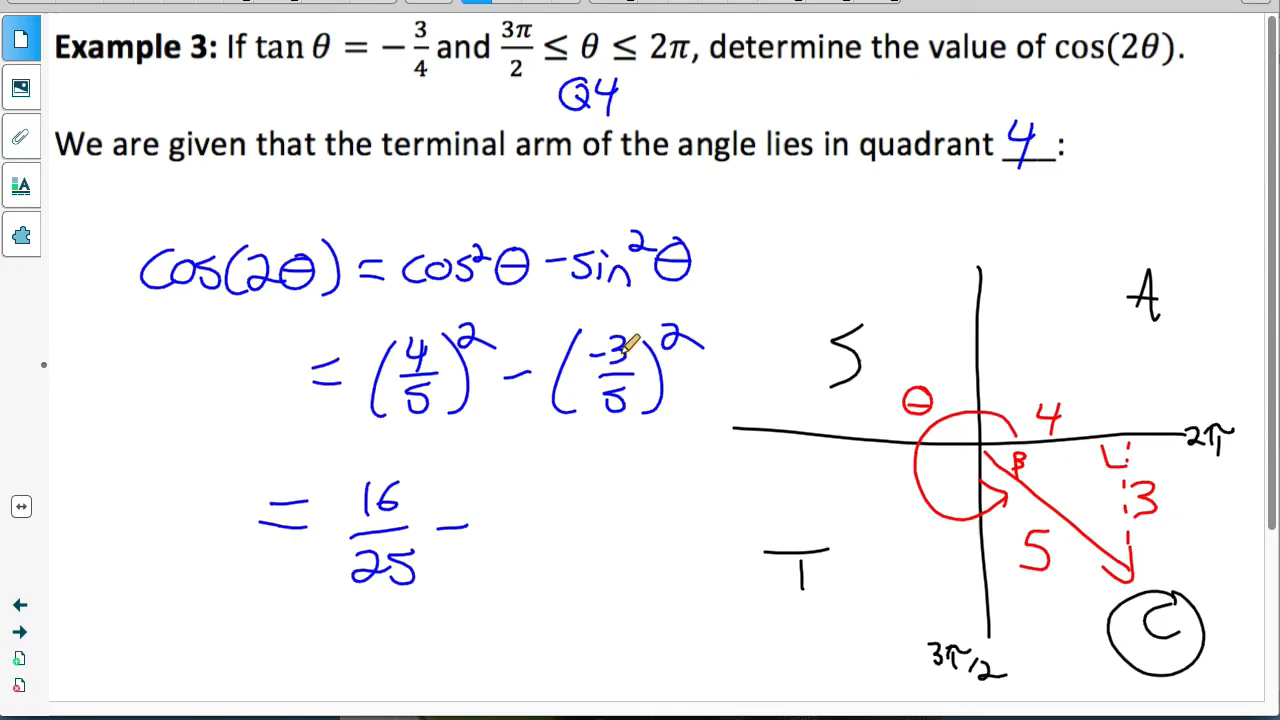 Example 3: If tan θ = − 3/4 and 3π/2 ≤ θ ≤ 2π, determine the value of cos(2θ).
Q4
We are given that the terminal arm of the angle lies in quadrant 4 :
cos(2θ) = cos²θ − sin²θ
= (4/5)² − (−3/5)²
= 16/25 −
A
S
θ
4
2π
β
3
5
T
C
3π/2